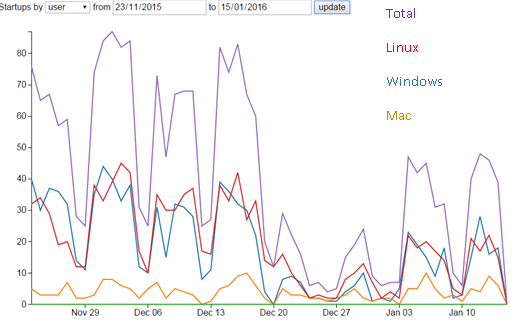 Startups by user from 23/11/2015 to 15/01/2016 update
Total
Linux
Windows
Mac
80
70
60
50
40
30
20
10
0
Nov 29 Dec 06 Dec 13 Dec 20 Dec 27 Jan 03 Jan 10